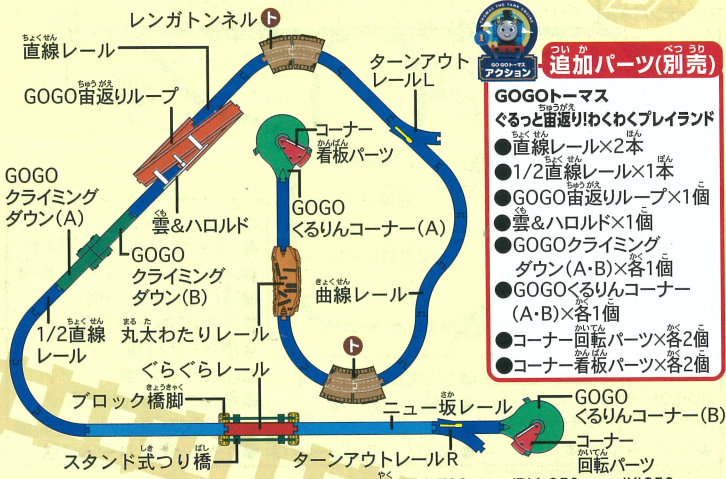 レンガトンネル ト
直線レール
GOGO宙返りループ
GOGO
クライミング
ダウン(A)
雲&ハロルド
GOGO
クライミング
ダウン(B)
コーナー
看板パーツ
GOGO
くるりんコーナー(A)
ターンアウト
レールL
曲線レール
1/2直線
レール
丸太わたりレール
ト
ぐらぐらレール
ブロック橋脚
スタンド式つり橋
ニュー坂レール
ターンアウトレールR
GOGO
くるりんコーナー(B)
コーナー
回転パーツ
THOMAS THE TANK ENGINE
GOGOトーマス
アクション
追加パーツ(別売)
GOGOトーマス
ぐるっと宙返り!わくわくプレイランド
●直線レール×2本
●1/2直線レール×1本
●GOGO宙返りループ×1個
●雲&ハロルド×1個
●GOGOクライミング
ダウン(A・B)×各1個
●GOGOくるりんコーナー
(A・B)×各1個
●コーナー回転パーツ×各2個
●コーナー看板パーツ×各2個